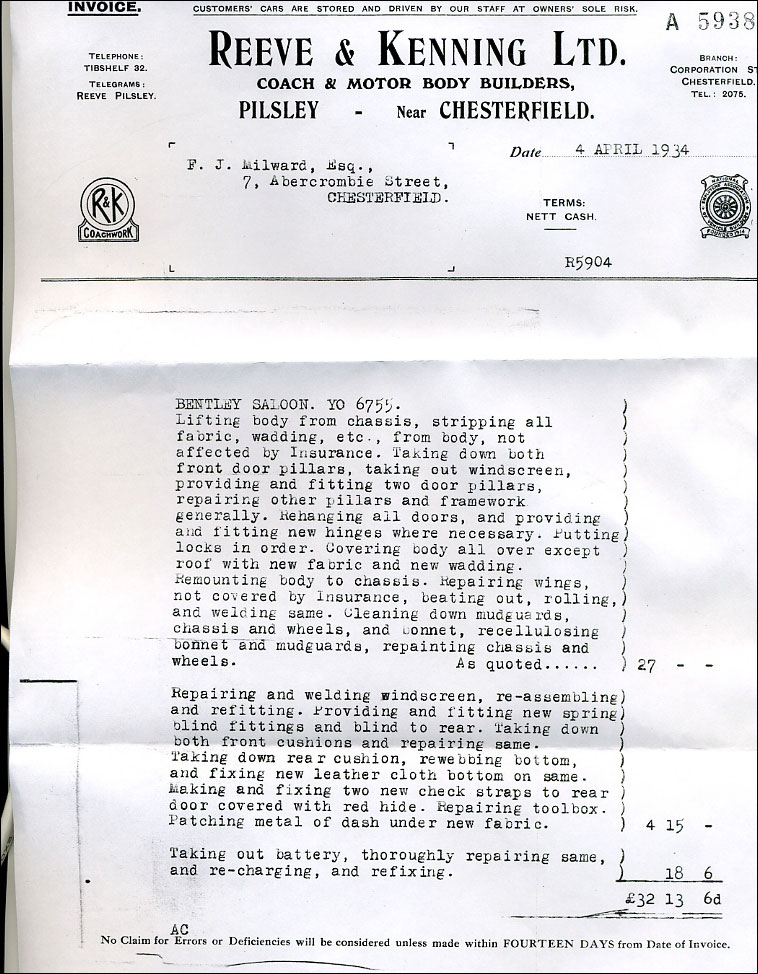 INVOICE.
CUSTOMERS' CARS ARE STORED AND DRIVEN BY OUR STAFF AT OWNERS' SOLE RISK.
A 5938
REEVE & KENNING LTD.
COACH & MOTOR BODY BUILDERS,
PILSLEY - Near CHESTERFIELD.
TELEPHONE:
TIBSHELF 32.
TELEGRAMS:
REEVE PILSLEY.
BRANCH:
CORPORATION ST
CHESTERFIELD.
TEL.: 2075.
Date 4 APRIL 1934
F. J. Milward, Esq.,
7, Abercrombie Street,
CHESTERFIELD.
R&K
COACHWORK
TERMS:
NETT CASH.
NATIONAL
R5904
BENTLEY SALOON. YO 6755.
Lifting body from chassis, stripping all
fabric, wadding, etc., from body, not
affected by Insurance. Taking down both
front door pillars, taking out windscreen,
providing and fitting two door pillars,
repairing other pillars and framework
generally. Rehanging all doors, and providing
and fitting new hinges where necessary. Putting
locks in order. Covering body all over except
roof with new fabric and new wadding.
Remounting body to chassis. Repairing wings,
not covered by Insurance, beating out, rolling,
and welding same. Cleaning down mudguards,
chassis and wheels, and bonnet, recellulosing
bonnet and mudguards, repainting chassis and
wheels. As quoted...... ) 27 - -
Repairing and welding windscreen, re-assembling)
and refitting. Providing and fitting new spring)
blind fittings and blind to rear. Taking down )
both front cushions and repairing same. )
Taking down rear cushion, rewebbing bottom, )
and fixing new leather cloth bottom on same. )
Making and fixing two new check straps to rear )
door covered with red hide. Repairing toolbox. )
Patching metal of dash under new fabric. ) 4 15 -
Taking out battery, thoroughly repairing same, )
and re-charging, and refixing. ) 18 6
£32 13 6d
AC
No Claim for Errors or Deficiencies will be considered unless made within FOURTEEN DAYS from Date of Invoice.